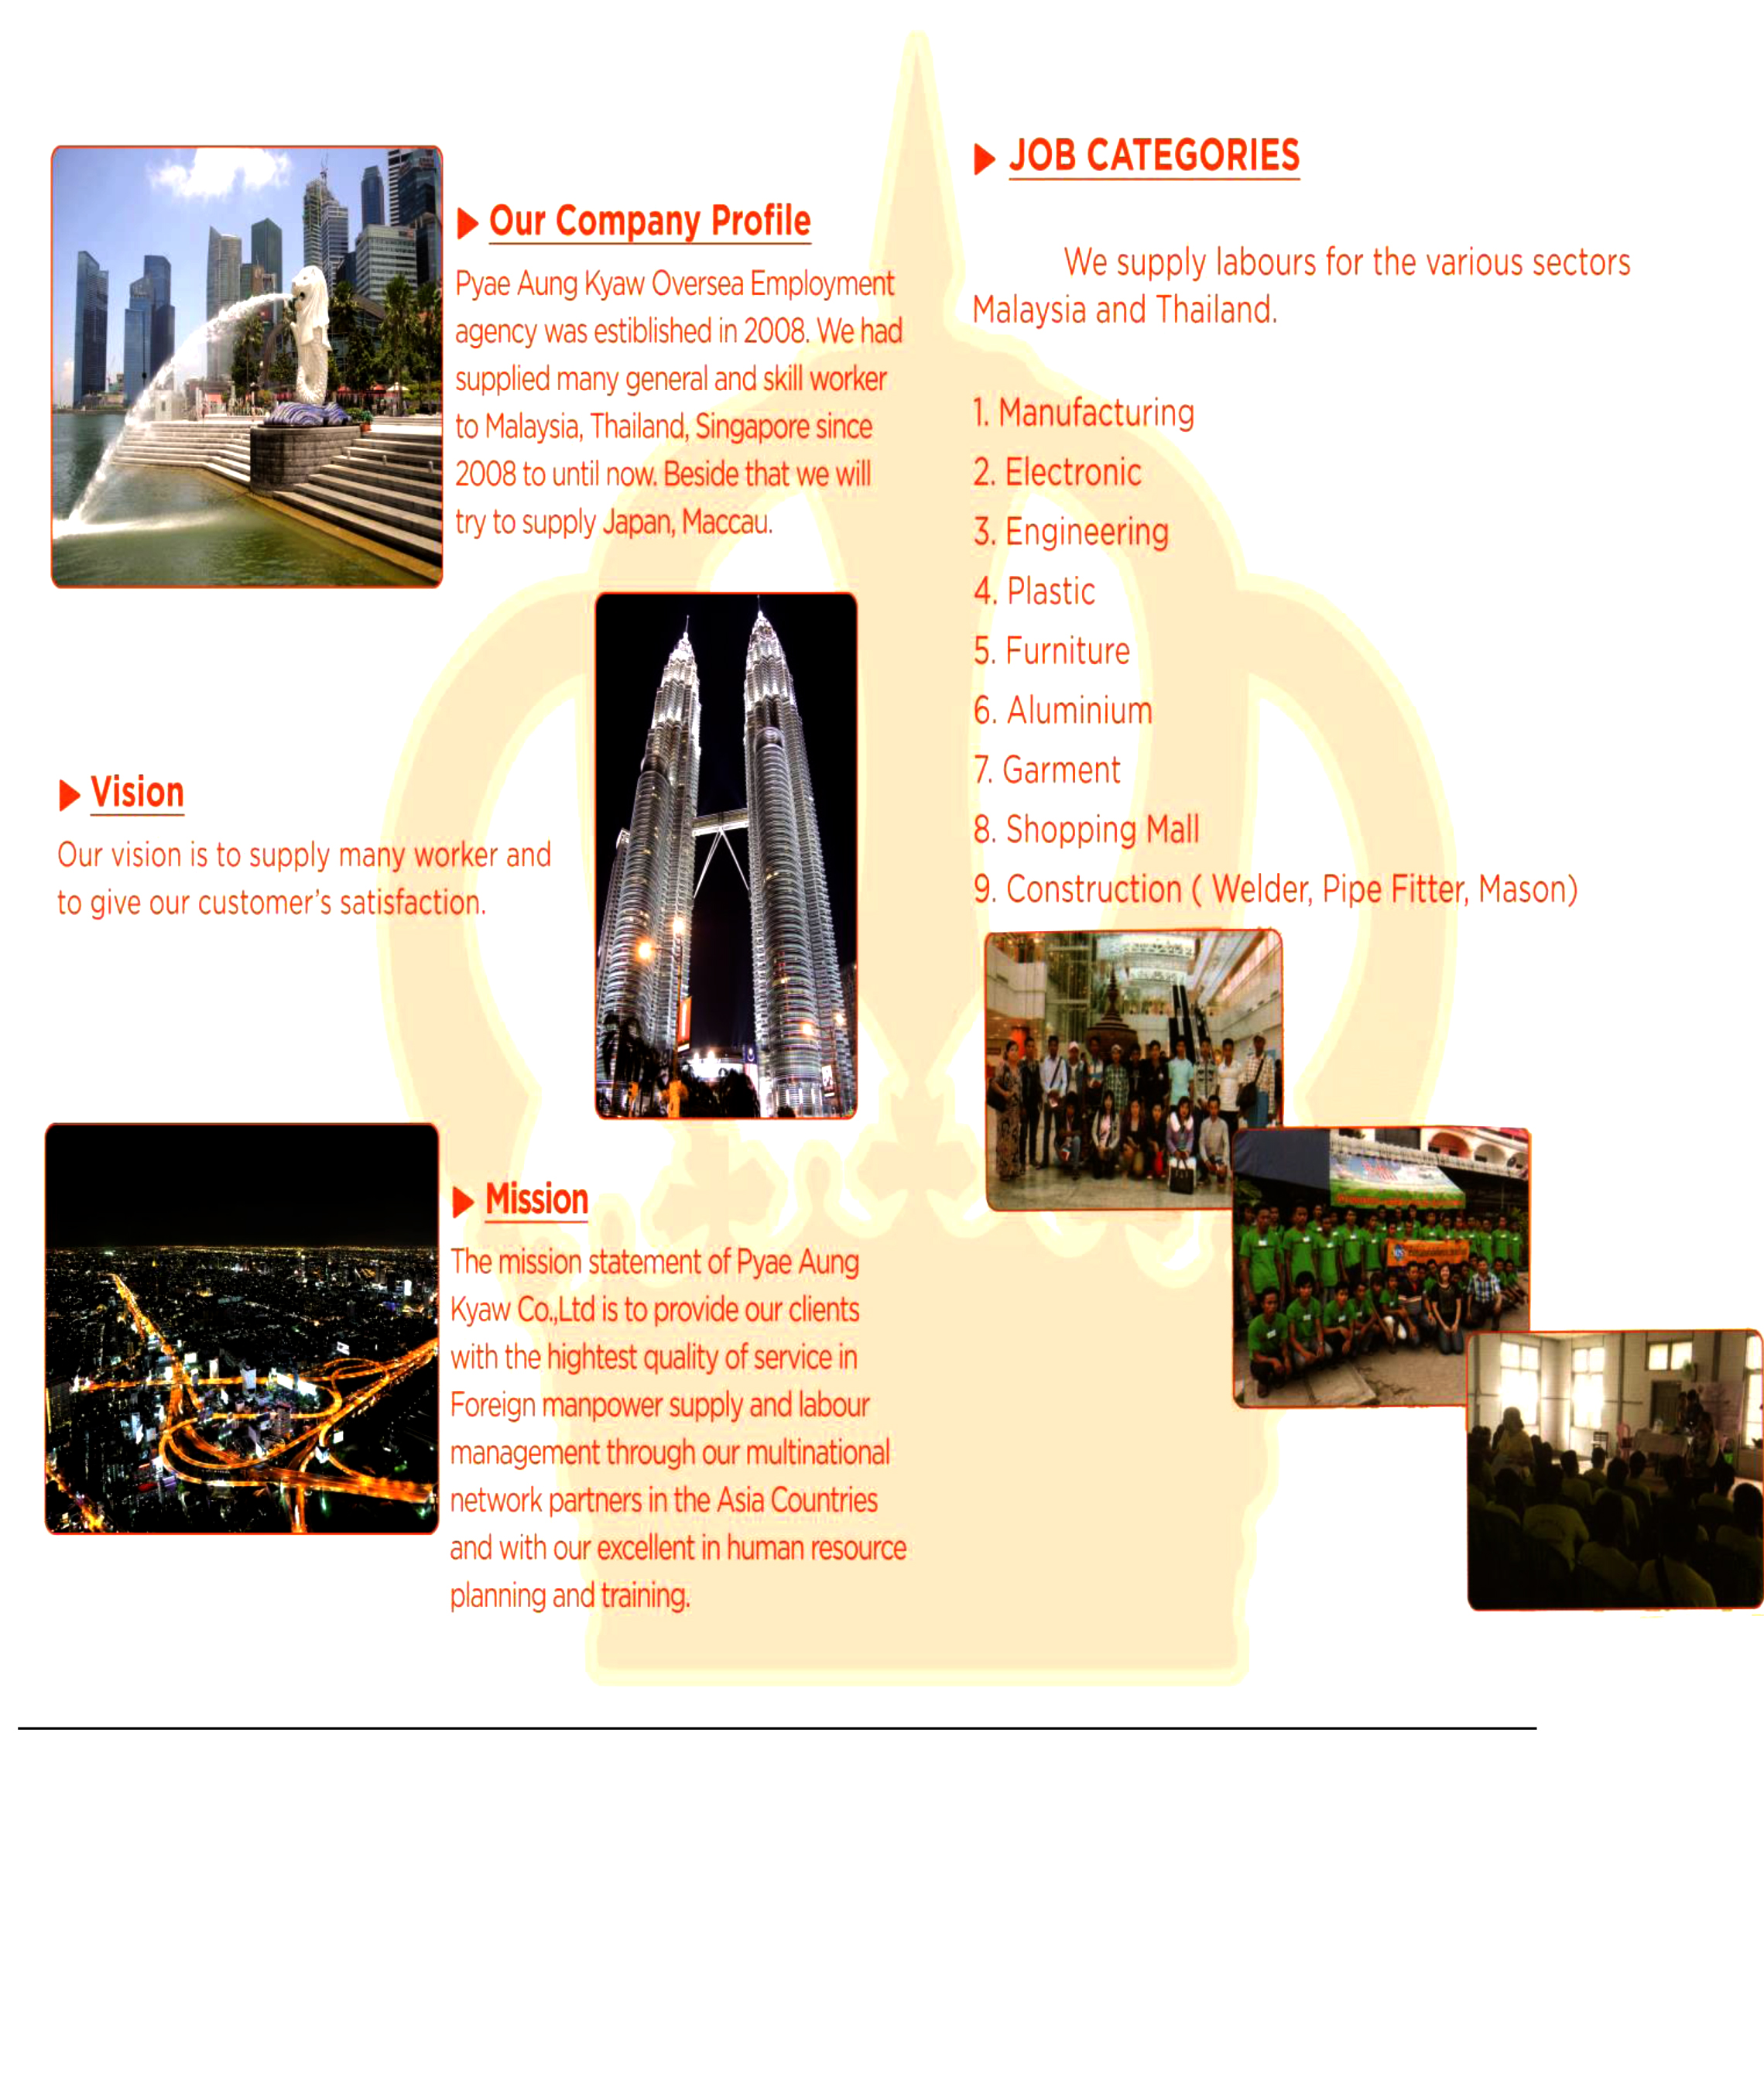 Our Company Profile
Pyae Aung Kyaw Oversea Employment
agency was estiblished in 2008. We had
supplied many general and skill worker
to Malaysia, Thailand, Singapore since
2008 to until now. Beside that we will
try to supply Japan, Maccau.
Vision
Our vision is to supply many worker and
to give our customer's satisfaction.
Mission
The mission statement of Pyae Aung
Kyaw Co.,Ltd is to provide our clients
with the hightest quality of service in
Foreign manpower supply and labour
management through our multinational
network partners in the Asia Countries
and with our excellent in human resource
planning and training.
JOB CATEGORIES
We supply labours for the various sectors
Malaysia and Thailand.
1. Manufacturing
2. Electronic
3. Engineering
4. Plastic
5. Furniture
6. Aluminium
7. Garment
8. Shopping Mall
9. Construction ( Welder, Pipe Fitter, Mason)